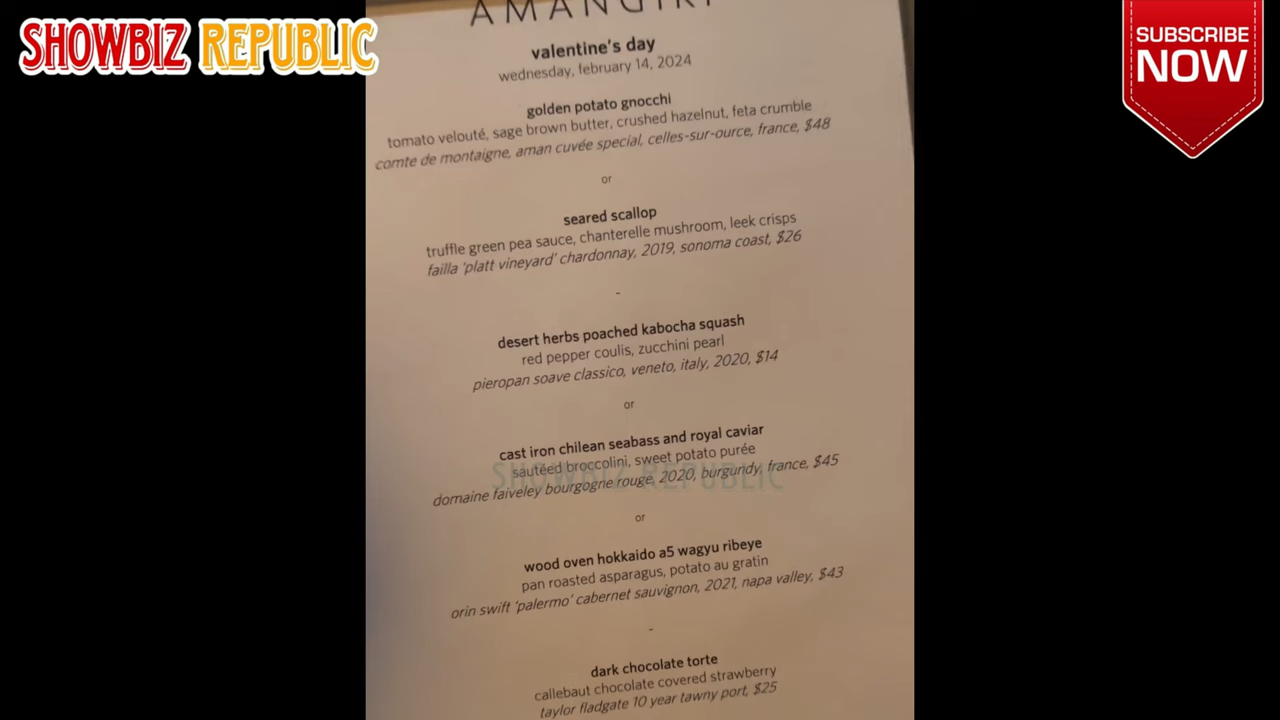 SHOWBIZ REPUBLIC
SUBSCRIBE
NOW
AMANGIRI
valentine's day
wednesday, february 14, 2024
golden potato gnocchi
tomato velouté, sage brown butter, crushed hazelnut, feta crumble
comte de montaigne, aman cuvée special, celles-sur-ource, france, $48
or
seared scallop
truffle green pea sauce, chanterelle mushroom, leek crisps
failla 'platt vineyard' chardonnay, 2019, sonoma coast, $26
-
desert herbs poached kabocha squash
red pepper coulis, zucchini pearl
pieropan soave classico, veneto, italy, 2020, $14
or
cast iron chilean seabass and royal caviar
sautéed broccolini, sweet potato purée
SHOWBIZ REPUBLIC
domaine faiveley bourgogne rouge, 2020, burgundy, france, $45
or
wood oven hokkaido a5 wagyu ribeye
pan roasted asparagus, potato au gratin
orin swift 'palermo' cabernet sauvignon, 2021, napa valley, $43
-
dark chocolate torte
callebaut chocolate covered strawberry
taylor fladgate 10 year tawny port, $25